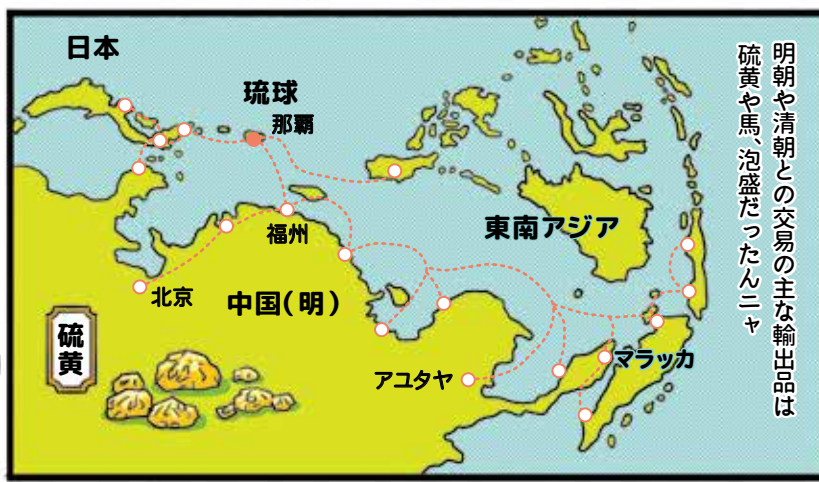 明朝や清朝との交易の主な輸出品は
硫黄や馬、泡盛だったんニャ
日本
琉球
那覇
福州
東南アジア
北京
中国(明)
硫黄
アユタヤ
マラッカ